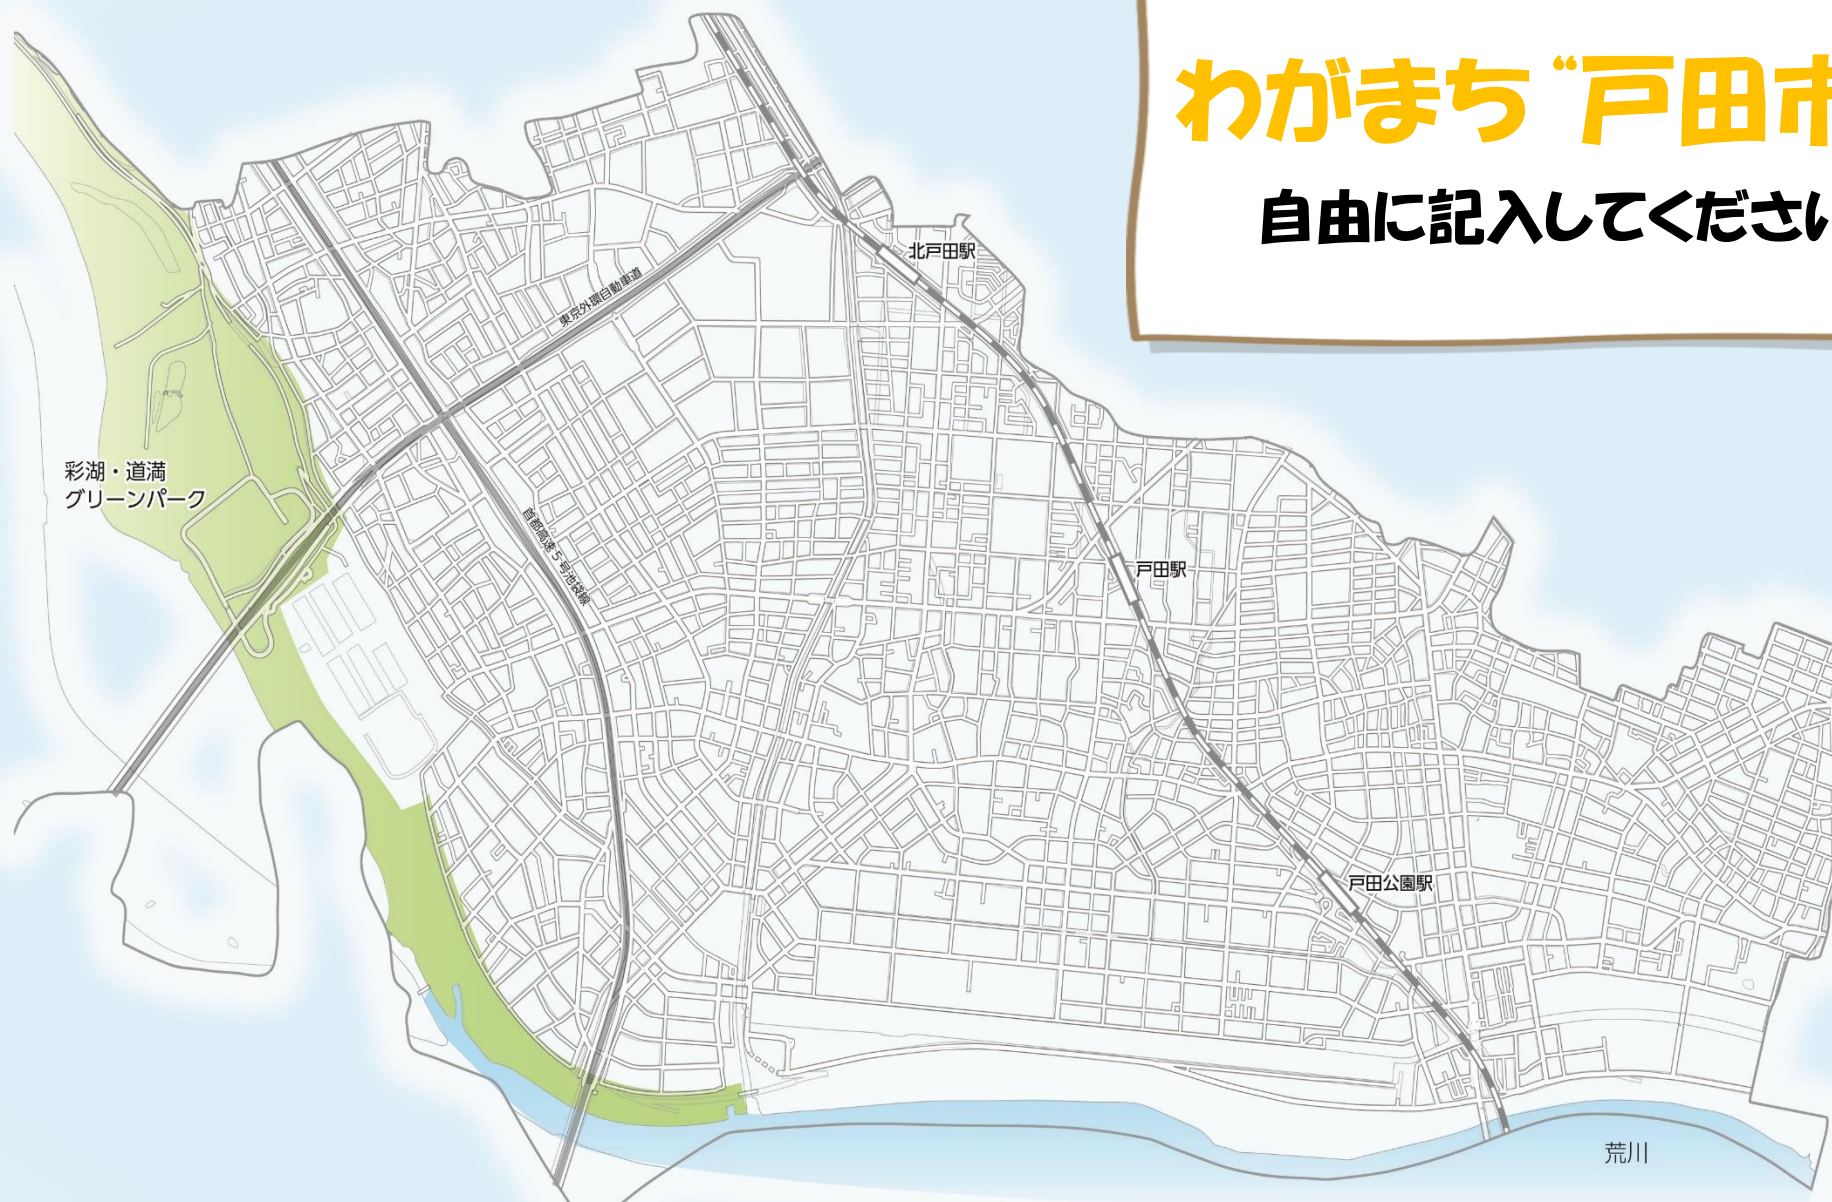 わがまち “戸田市
自由に記入してください
北戸田駅
東京外環自動車道
彩湖・道満
グリーンパーク
首都高速5号池袋線
戸田駅
戸田公園駅
荒川